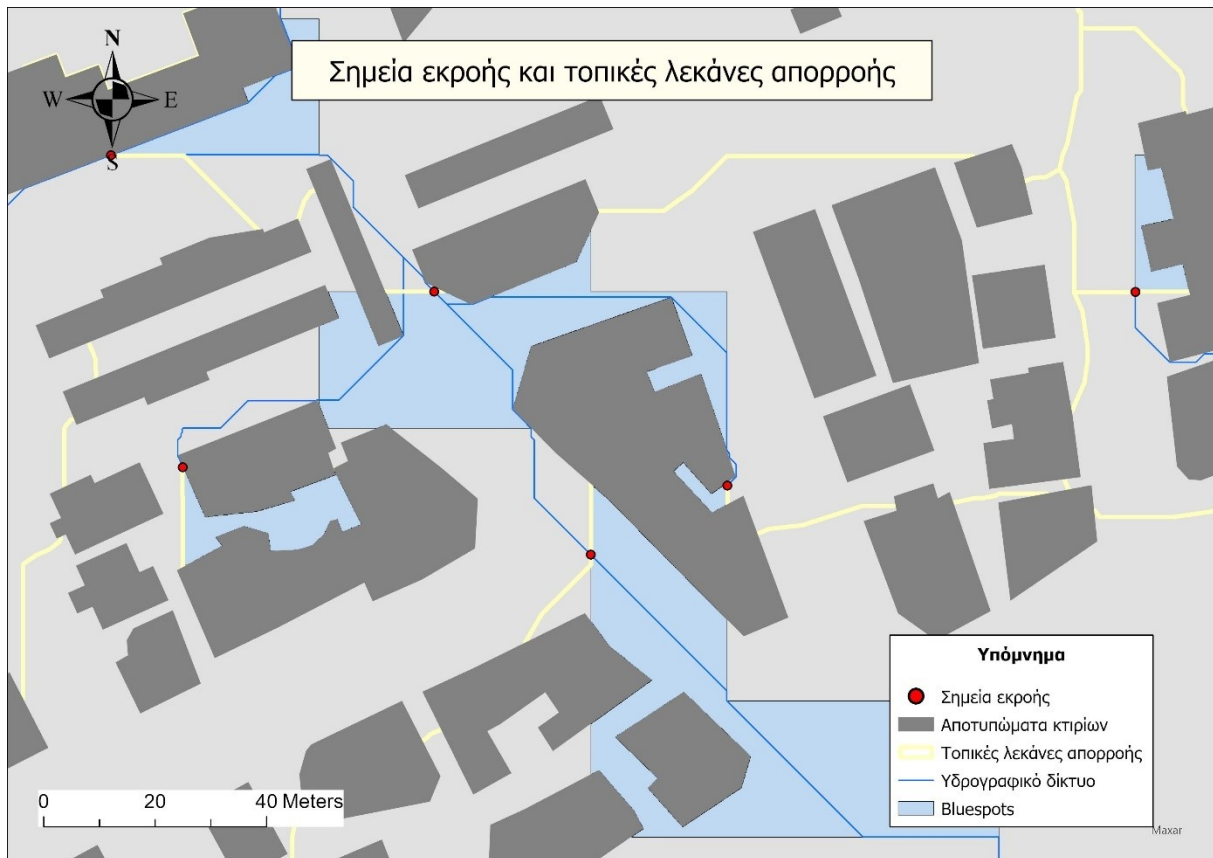 Σημεία εκροής και τοπικές λεκάνες απορροής
N
W E
S
Υπόμνημα
Σημεία εκροής
Αποτυπώματα κτιρίων
Τοπικές λεκάνες απορροής
Υδρογραφικό δίκτυο
Bluespots
0 20 40 Meters
Maxar